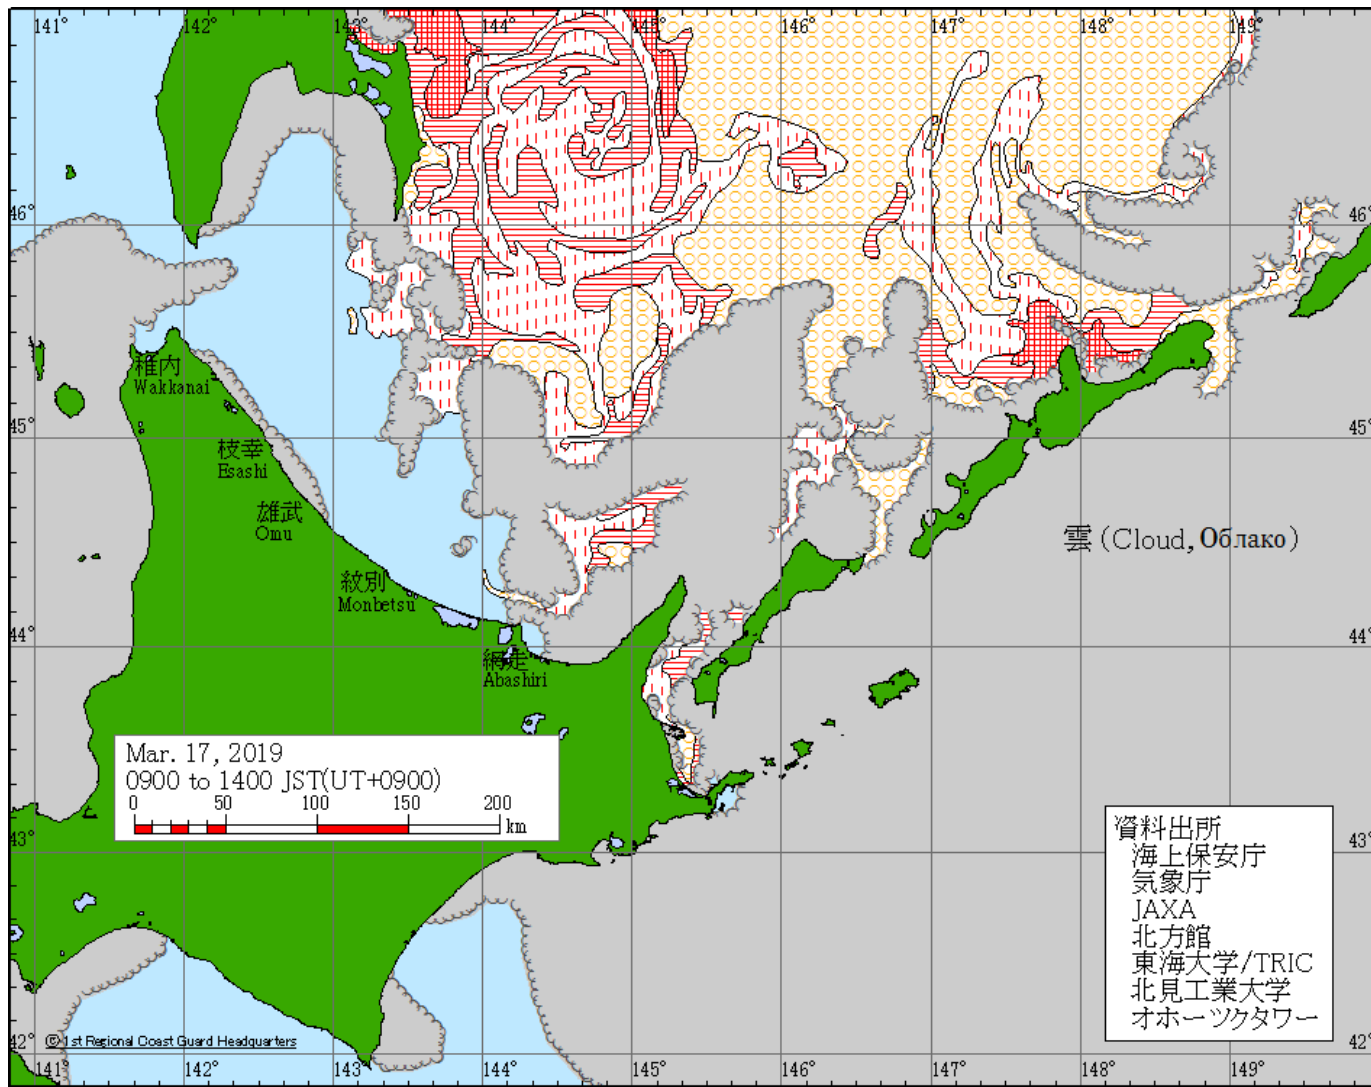 141° 142° 143° 144° 145° 146° 147° 148° 149°
46° 46°
稚内
Wakkanai
45° 45°
枝幸
Esashi
雄武
Omu
雲 (Cloud, Облако)
紋別
Monbetsu
44° 44°
網走
Abashiri
Mar. 17, 2019
0900 to 1400 JST(UT+0900)
0 50 100 150 200
km
43° 43°
資料出所
海上保安庁
気象庁
JAXA
北方館
東海大学/TRIC
北見工業大学
オホーツクタワー
42° 42°
© 1st Regional Coast Guard Headquarters
141° 142° 143° 144° 145° 146° 147° 148° 149°